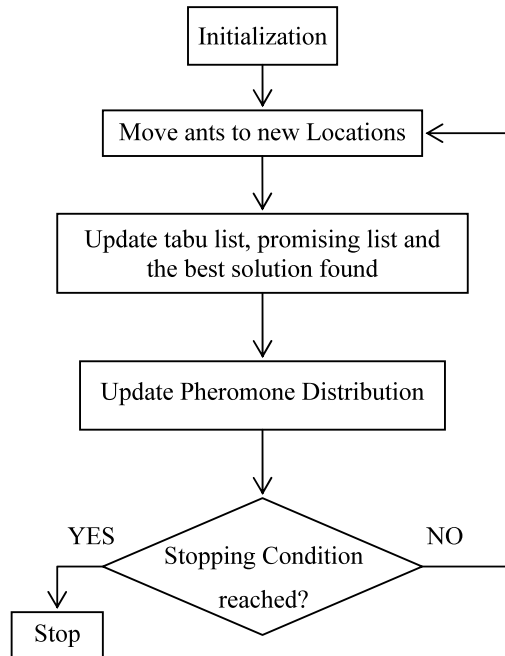 Initialization
Move ants to new Locations
Update tabu list, promising list and
the best solution found
Update Pheromone Distribution
YES
NO
Stopping Condition
reached?
Stop